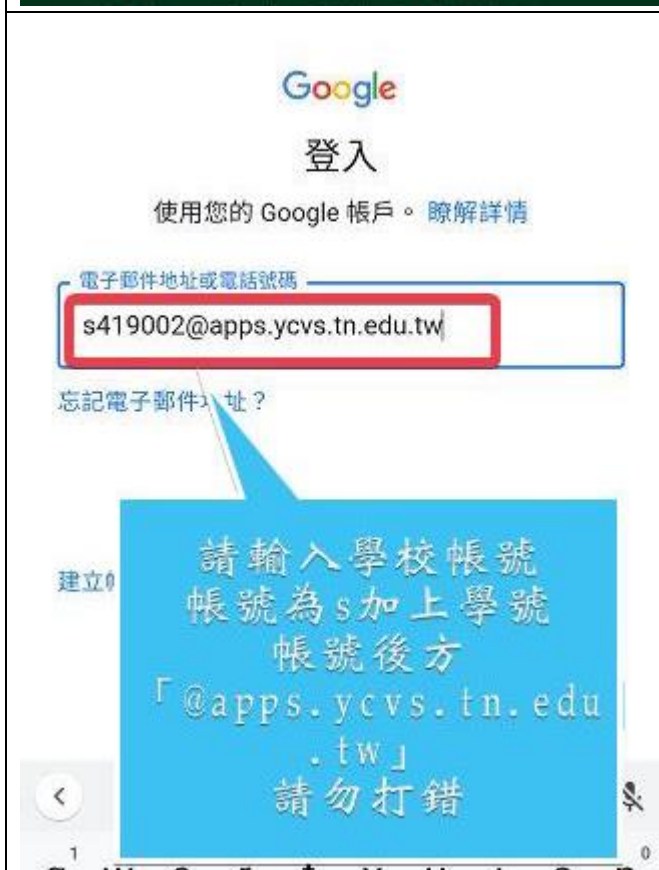 Google
登入
使用您的 Google 帳戶。 瞭解詳情
電子郵件地址或電話號碼
s419002@apps.ycvs.tn.edu.tw
忘記電子郵件地址？
建立
請輸入學校帳號
帳號為s加上學號
帳號後方
「@apps.ycvs.tn.edu
.tw」
請勿打錯
1 0